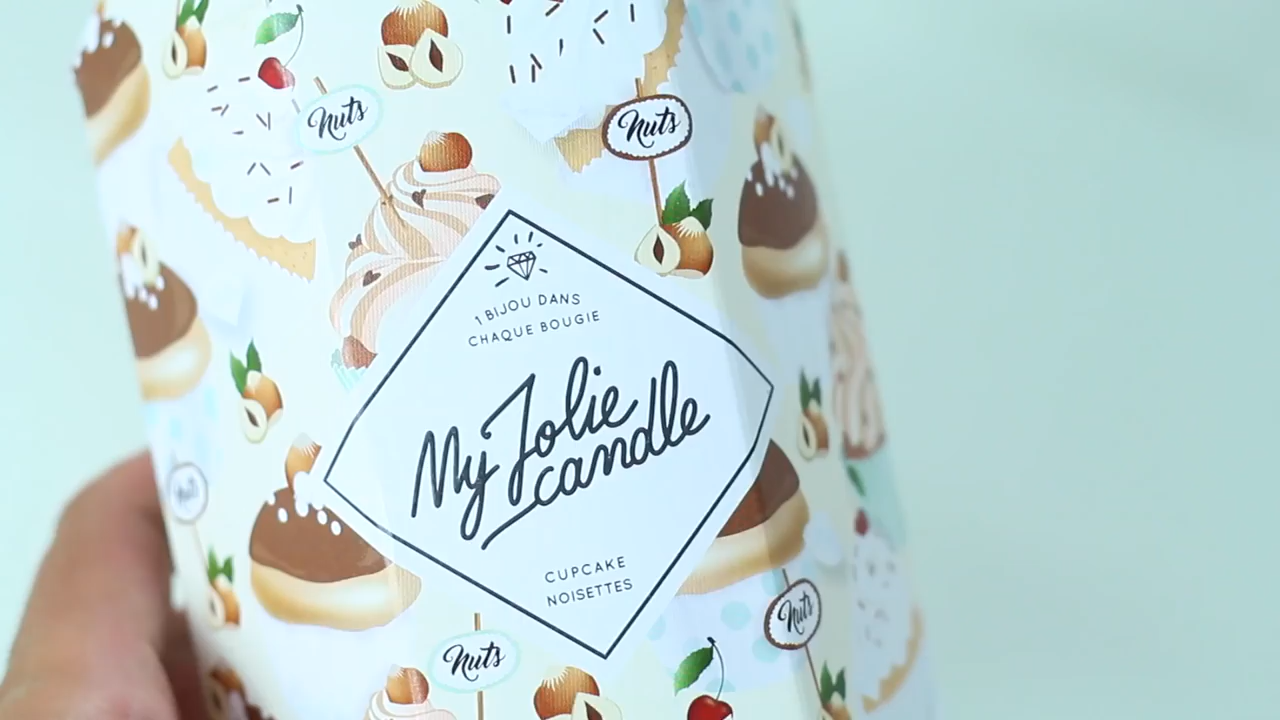 Nuts
Nuts
1 BIJOU DANS
CHAQUE BOUGIE
My Jolie
candle
CUPCAKE
NOISETTES
Nuts
Nuts
Nuts